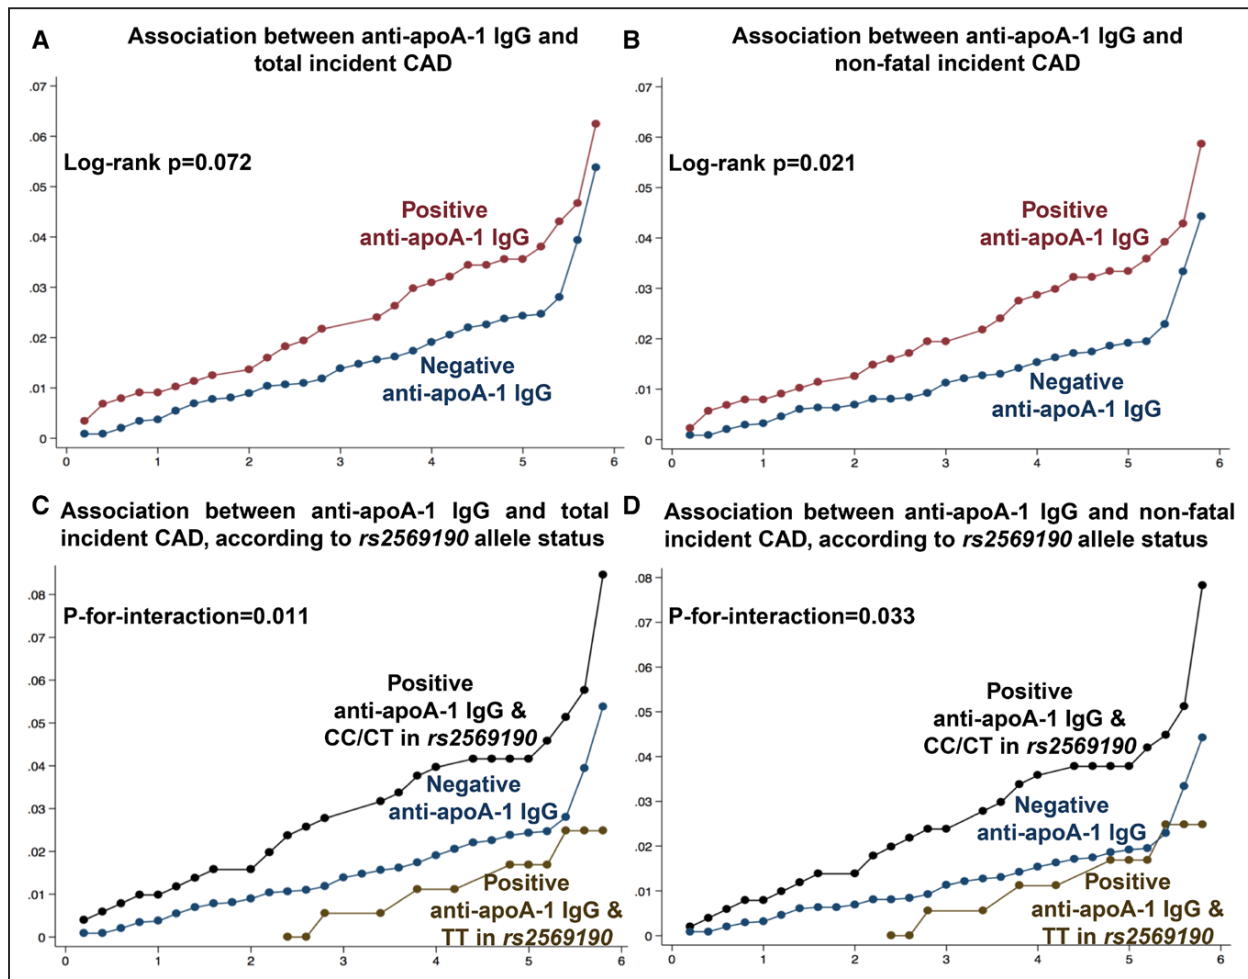 A
Association between anti-apoA-1 IgG and
total incident CAD
.07
.06
.05
.04
.03
.02
.01
0
Log-rank p=0.072
Positive
anti-apoA-1 IgG
Negative
anti-apoA-1 IgG
0 1 2 3 4 5 6
B
Association between anti-apoA-1 IgG and
non-fatal incident CAD
.07
.06
.05
.04
.03
.02
.01
0
Log-rank p=0.021
Positive
anti-apoA-1 IgG
Negative
anti-apoA-1 IgG
0 1 2 3 4 5 6
C
Association between anti-apoA-1 IgG and total
incident CAD, according to rs2569190 allele status
.08
.07
.06
.05
.04
.03
.02
.01
0
P-for-interaction=0.011
Positive
anti-apoA-1 IgG &
CC/CT in rs2569190
Negative
anti-apoA-1 IgG
Positive
anti-apoA-1 IgG &
TT in rs2569190
0 1 2 3 4 5 6
D
Association between anti-apoA-1 IgG and non-fatal
incident CAD, according to rs2569190 allele status
.08
.07
.06
.05
.04
.03
.02
.01
0
P-for-interaction=0.033
Positive
anti-apoA-1 IgG &
CC/CT in rs2569190
Negative
anti-apoA-1 IgG
Positive
anti-apoA-1 IgG &
TT in rs2569190
0 1 2 3 4 5 6